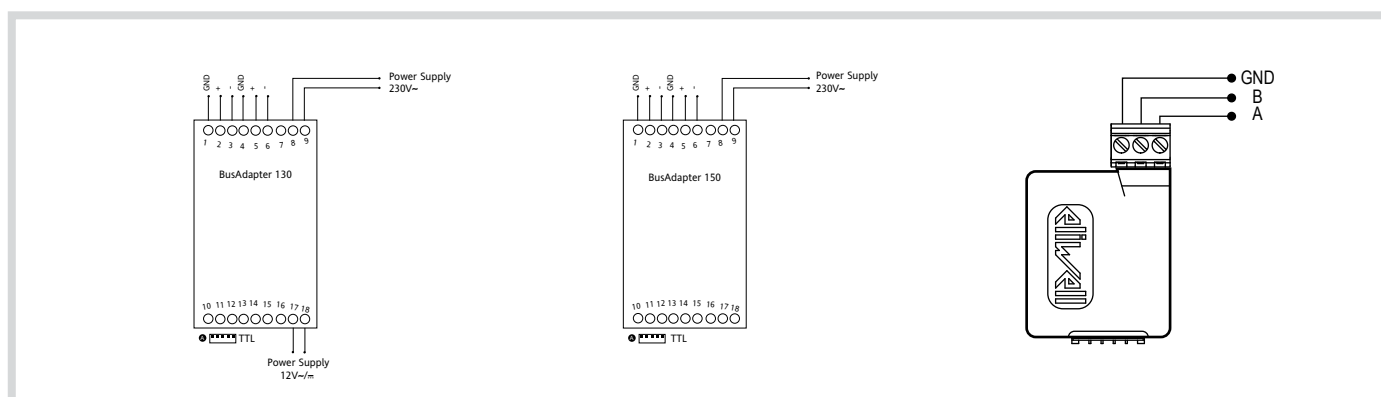 GND + - GND + -
Power Supply
230V~
1 2 3 4 5 6 7 8 9
BusAdapter 130
10 11 12 13 14 15 16 17 18
A TTL
Power Supply
12V~/⎓
GND + - GND + -
Power Supply
230V~
1 2 3 4 5 6 7 8 9
BusAdapter 150
10 11 12 13 14 15 16 17 18
A TTL
GND
B
A
eliwell